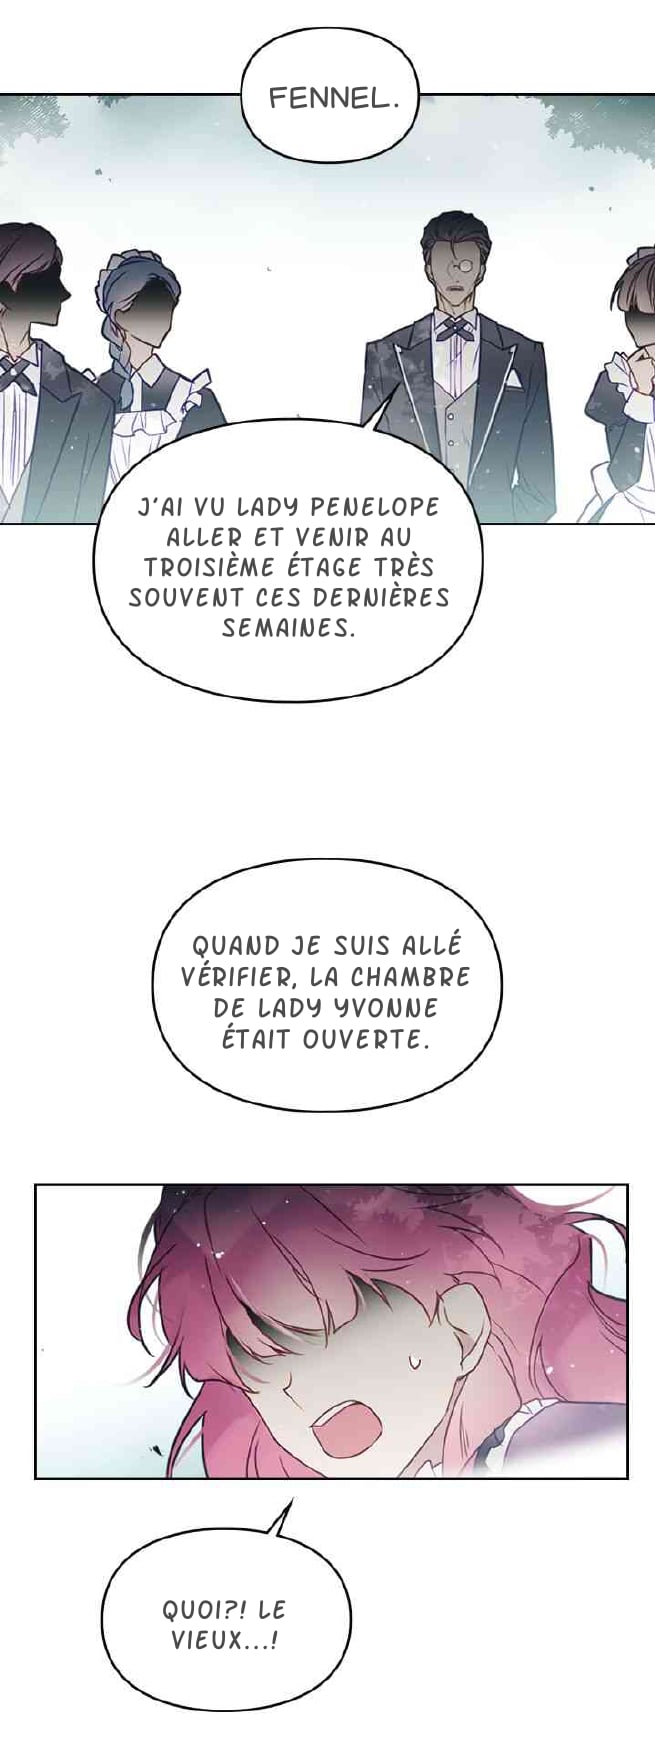 FENNEL.
J'AI VU LADY PENELOPE
ALLER ET VENIR AU
TROISIÈME ÉTAGE TRÈS
SOUVENT CES DERNIÈRES
SEMAINES.
QUAND JE SUIS ALLÉ
VÉRIFIER, LA CHAMBRE
DE LADY YVONNE
ÉTAIT OUVERTE.
QUOI?! LE
VIEUX...!